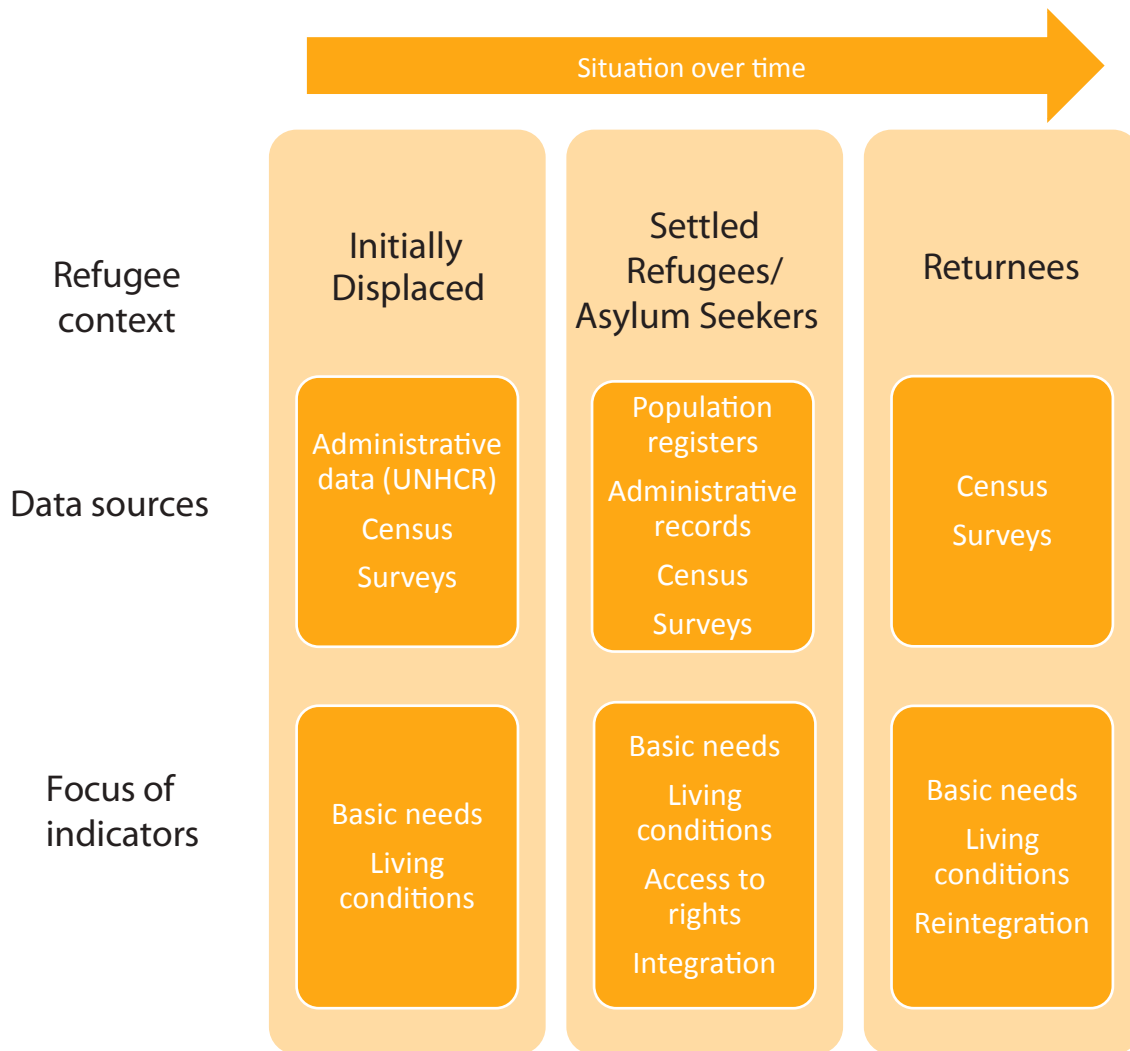 Situation over time
Refugee
context
Initially
Displaced
Settled
Refugees/
Asylum Seekers
Returnees
Data sources
Administrative
data (UNHCR)
Census
Surveys
Population
registers
Administrative
records
Census
Surveys
Census
Surveys
Focus of
indicators
Basic needs
Living
conditions
Basic needs
Living
conditions
Access to
rights
Integration
Basic needs
Living
conditions
Reintegration